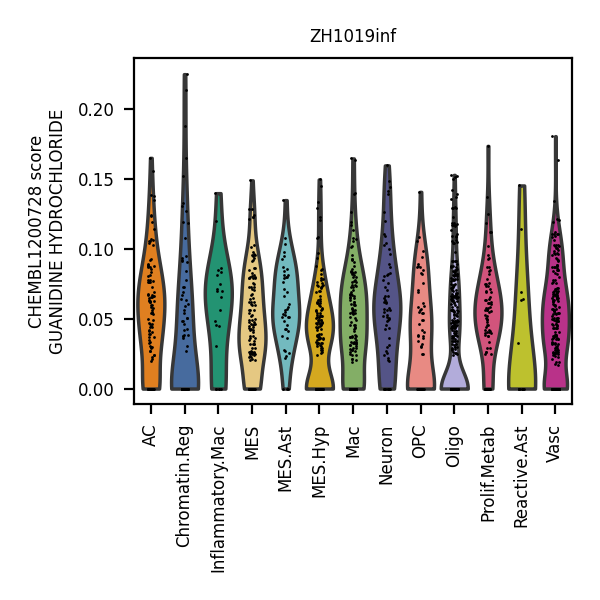 ZH1019inf
CHEMBL1200728 score
GUANIDINE HYDROCHLORIDE
0.20
0.15
0.10
0.05
0.00
AC
Chromatin.Reg
Inflammatory.Mac
MES
MES.Ast
MES.Hyp
Mac
Neuron
OPC
Oligo
Prolif.Metab
Reactive.Ast
Vasc